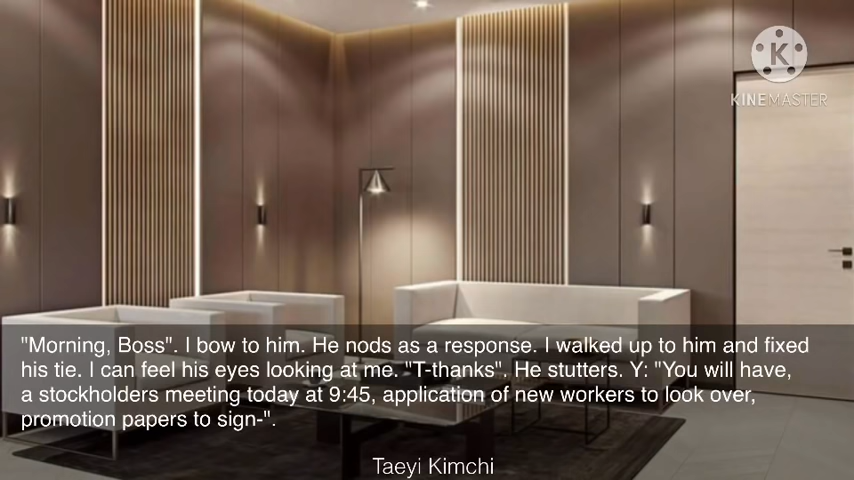 KINEMASTER
"Morning, Boss". I bow to him. He nods as a response. I walked up to him and fixed
his tie. I can feel his eyes looking at me. "T-thanks". He stutters. Y: "You will have,
a stockholders meeting today at 9:45, application of new workers to look over,
promotion papers to sign-".
Taeyi Kimchi